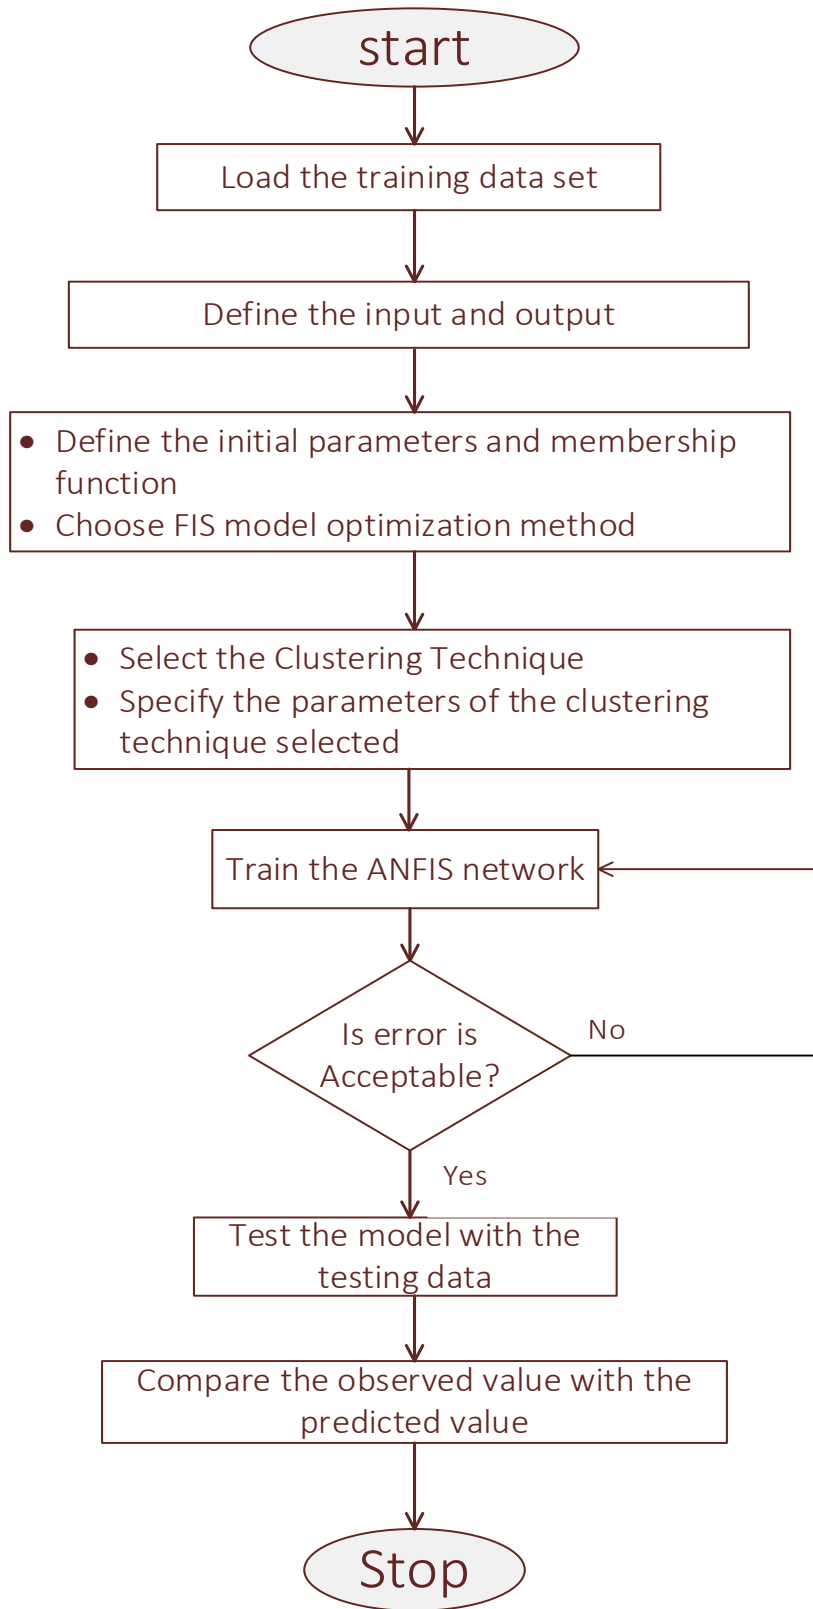 start
Load the training data set
Define the input and output
• Define the initial parameters and membership
function
• Choose FIS model optimization method
• Select the Clustering Technique
• Specify the parameters of the clustering
technique selected
Train the ANFIS network
Is error is
Acceptable?
No
Yes
Test the model with the
testing data
Compare the observed value with the
predicted value
Stop